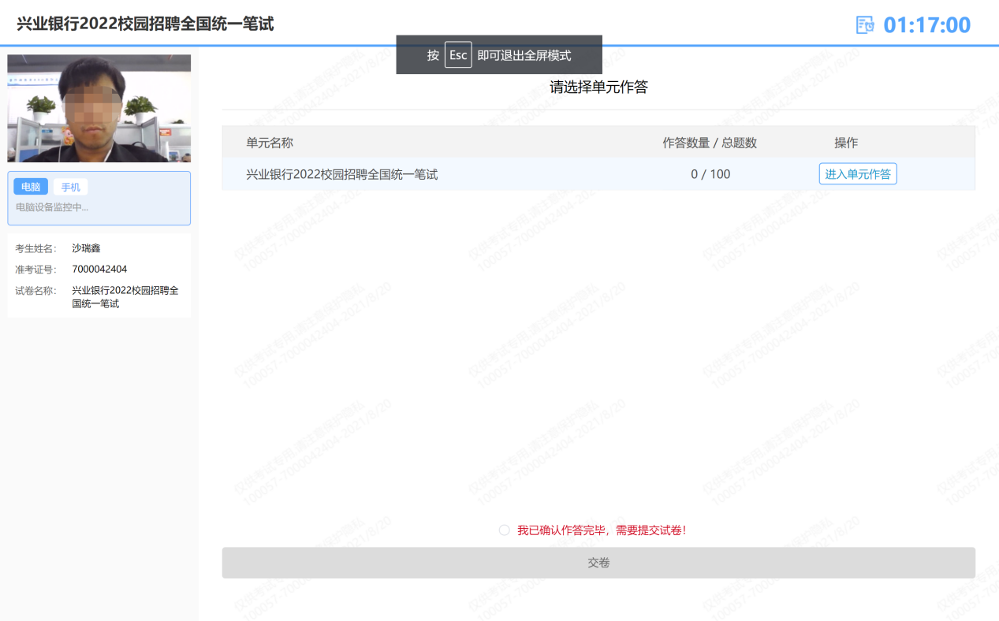 兴业银行2022校园招聘全国统一笔试
01:17:00
按 Esc 即可退出全屏模式
请选择单元作答
单元名称 作答数量 / 总题数 操作
兴业银行2022校园招聘全国统一笔试 0 / 100 进入单元作答
电脑 手机
电脑设备监控中...
考生姓名： 沙瑞鑫
准考证号： 7000042404
试卷名称： 兴业银行2022校园招聘全
国统一笔试
仅供考试专用,请注意保护隐私
100057-7000042404-2021/8/20
我已确认作答完毕，需要提交试卷！
交卷